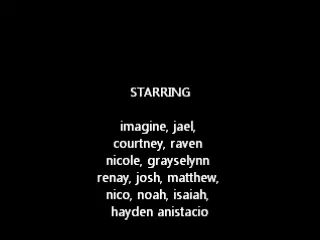 STARRING
imagine, jael,
courtney, raven
nicole, grayselynn
renay, josh, matthew,
nico, noah, isaiah,
hayden anistacio